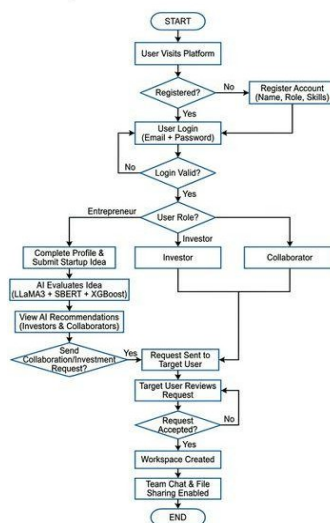 START
User Visits Platform
Registered?
No
Register Account
(Name, Role, Skills)
Yes
User Login
(Email + Password)
No
Login Valid?
Yes
Entrepreneur
User Role?
Investor
Complete Profile &
Submit Startup Idea
Investor
Collaborator
AI Evaluates Idea
(LLaMA3 + SBERT + XGBoost)
View AI Recommendations
(Investors & Collaborators)
Send
Collaboration/Investment
Request?
Yes
Request Sent to
Target User
Target User Reviews
Request
Request
Accepted?
No
Yes
Workspace Created
Team Chat & File
Sharing Enabled
END